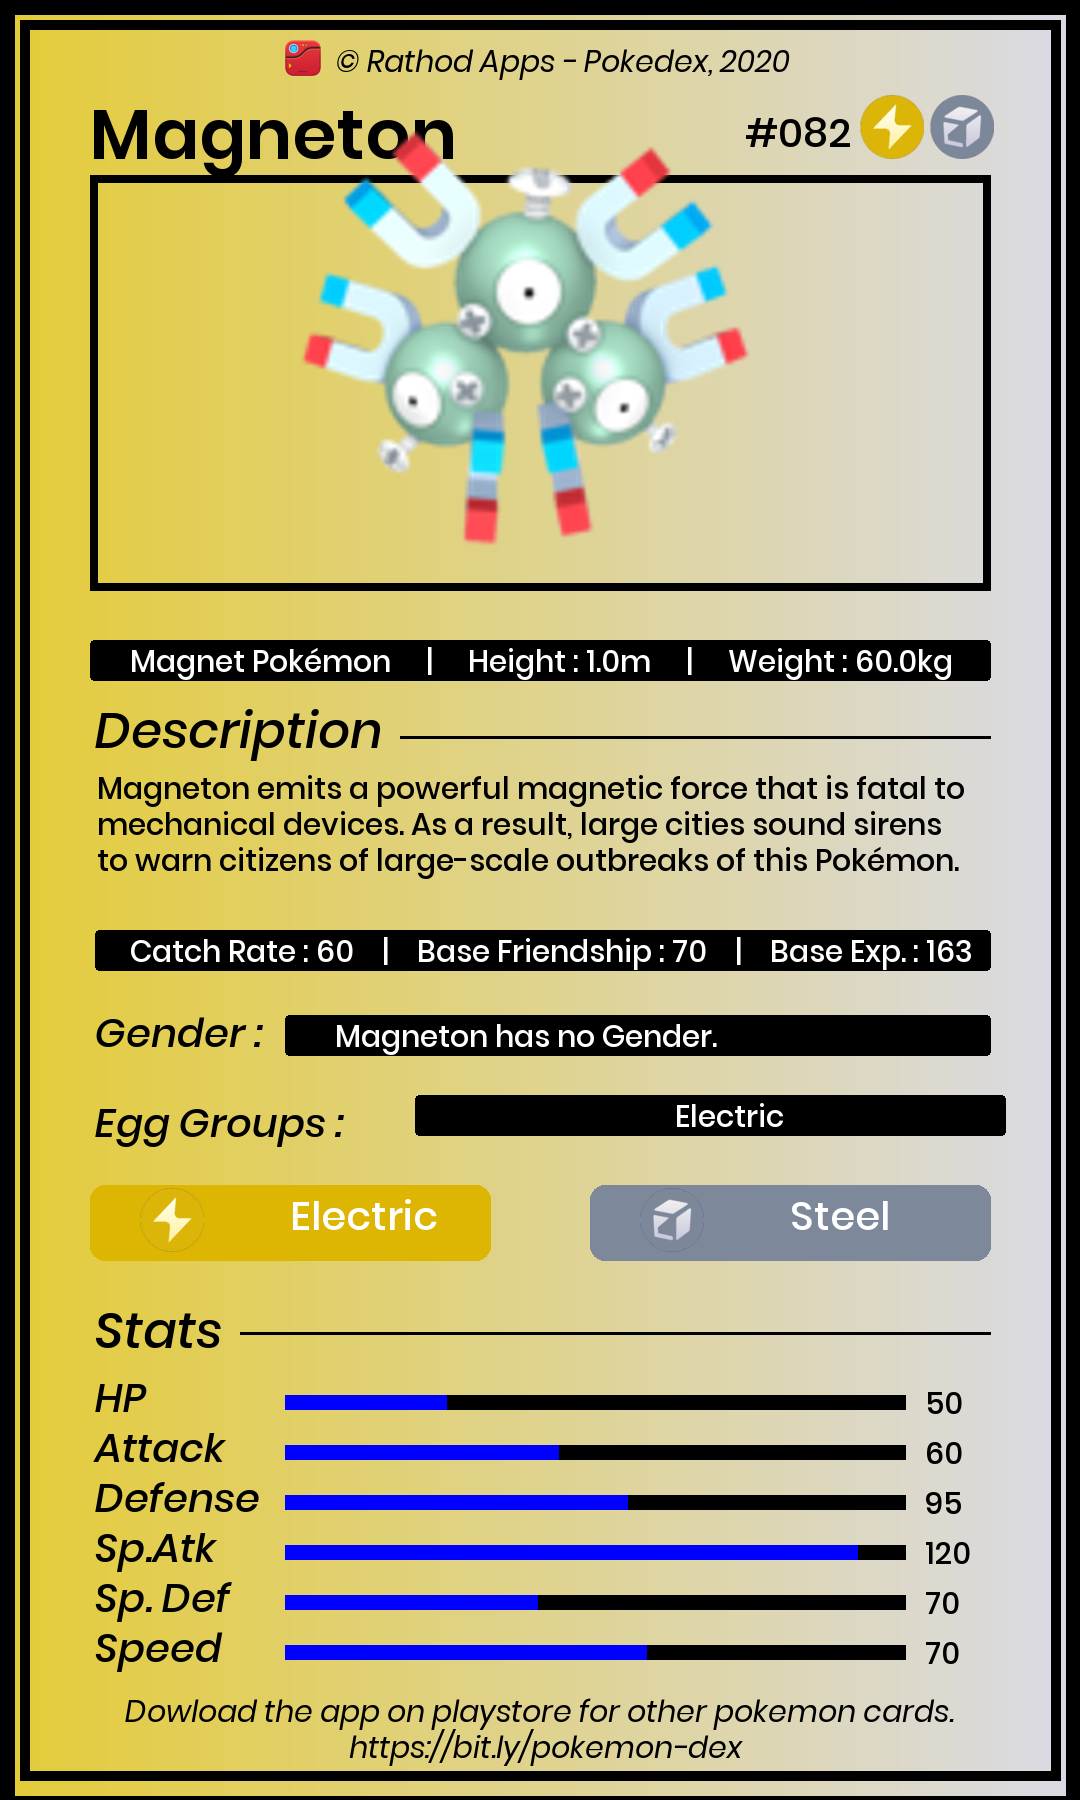 © Rathod Apps - Pokedex, 2020
Magneton
#082
Magnet Pokémon | Height : 1.0m | Weight : 60.0kg
Description
Magneton emits a powerful magnetic force that is fatal to
mechanical devices. As a result, large cities sound sirens
to warn citizens of large-scale outbreaks of this Pokémon.
Catch Rate : 60 | Base Friendship : 70 | Base Exp. : 163
Gender : Magneton has no Gender.
Egg Groups : Electric
Electric Steel
Stats
HP 50
Attack 60
Defense 95
Sp.Atk 120
Sp. Def 70
Speed 70
Dowload the app on playstore for other pokemon cards.
https://bit.ly/pokemon-dex